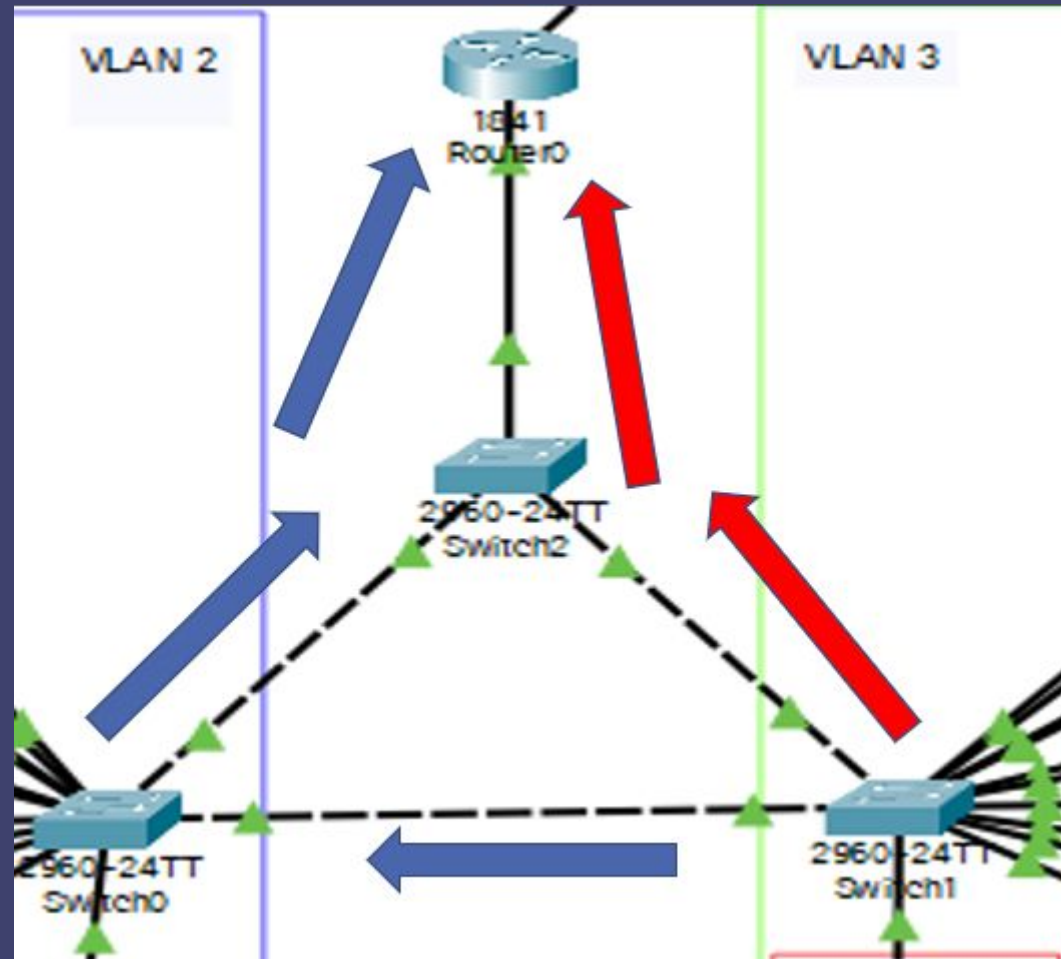 VLAN 2
VLAN 3
1841
Router0
2960-24TT
Switch2
2960-24TT
Switch0
2960-24TT
Switch1